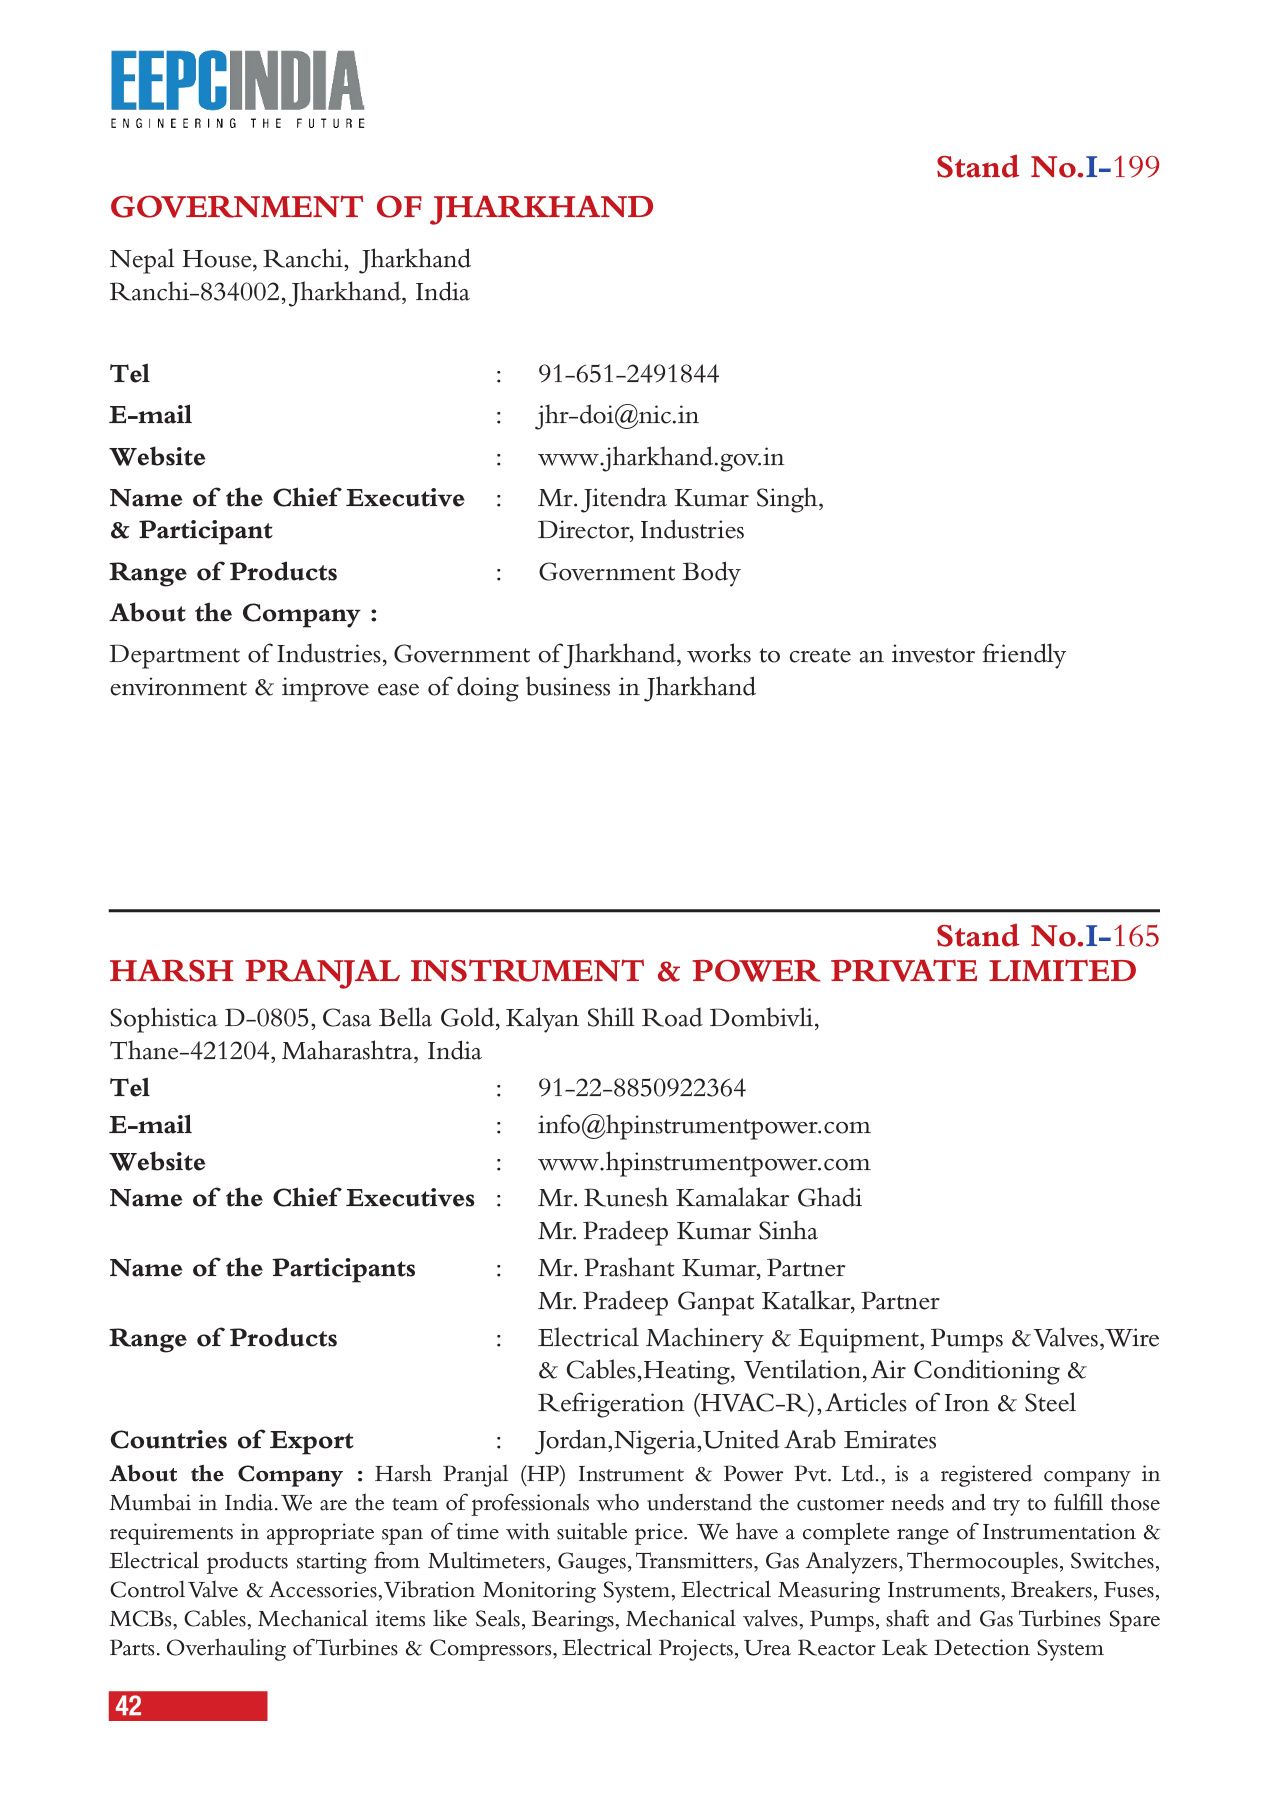 EEPCINDIA
ENGINEERING THE FUTURE
Stand No.I-199
GOVERNMENT OF JHARKHAND
Nepal House, Ranchi, Jharkhand
Ranchi-834002, Jharkhand, India
Tel : 91-651-2491844
E-mail : jhr-doi@nic.in
Website : www.jharkhand.gov.in
Name of the Chief Executive : Mr. Jitendra Kumar Singh,
& Participant Director, Industries
Range of Products : Government Body
About the Company :
Department of Industries, Government of Jharkhand, works to create an investor friendly
environment & improve ease of doing business in Jharkhand
Stand No.I-165
HARSH PRANJAL INSTRUMENT & POWER PRIVATE LIMITED
Sophistica D-0805, Casa Bella Gold, Kalyan Shill Road Dombivli,
Thane-421204, Maharashtra, India
Tel : 91-22-8850922364
E-mail : info@hpinstrumentpower.com
Website : www.hpinstrumentpower.com
Name of the Chief Executives : Mr. Runesh Kamalakar Ghadi
Mr. Pradeep Kumar Sinha
Name of the Participants : Mr. Prashant Kumar, Partner
Mr. Pradeep Ganpat Katalkar, Partner
Range of Products : Electrical Machinery & Equipment, Pumps & Valves,Wire
& Cables,Heating, Ventilation, Air Conditioning &
Refrigeration (HVAC-R), Articles of Iron & Steel
Countries of Export : Jordan,Nigeria,United Arab Emirates
About the Company : Harsh Pranjal (HP) Instrument & Power Pvt. Ltd., is a registered company in
Mumbai in India. We are the team of professionals who understand the customer needs and try to fulfill those
requirements in appropriate span of time with suitable price. We have a complete range of Instrumentation &
Electrical products starting from Multimeters, Gauges, Transmitters, Gas Analyzers, Thermocouples, Switches,
Control Valve & Accessories, Vibration Monitoring System, Electrical Measuring Instruments, Breakers, Fuses,
MCBs, Cables, Mechanical items like Seals, Bearings, Mechanical valves, Pumps, shaft and Gas Turbines Spare
Parts. Overhauling of Turbines & Compressors, Electrical Projects, Urea Reactor Leak Detection System
42